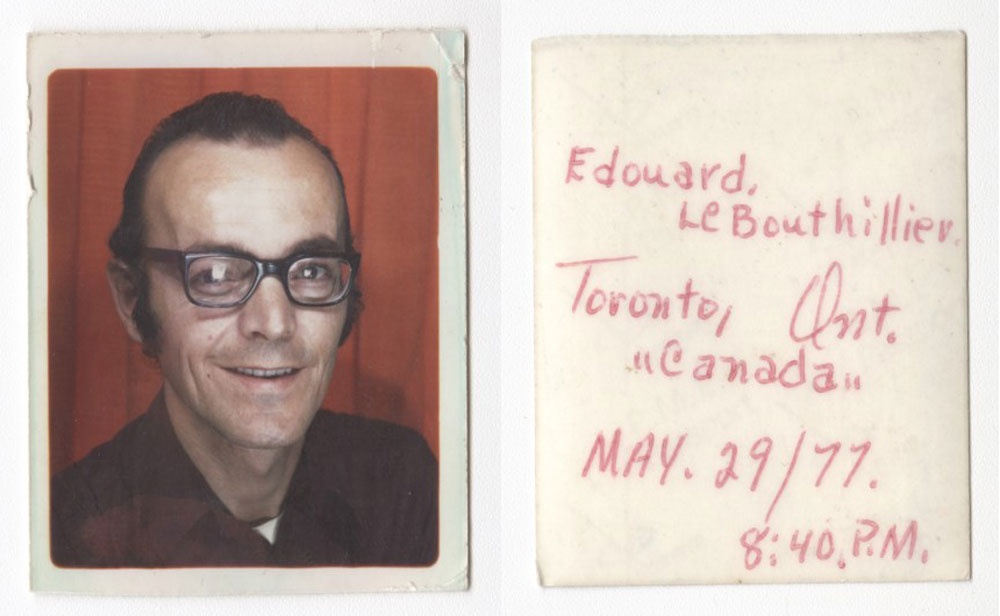 Edouard.
LeBouthillier.
Toronto, Ont.
"Canada"
MAY. 29/77.
8:40.P.M.